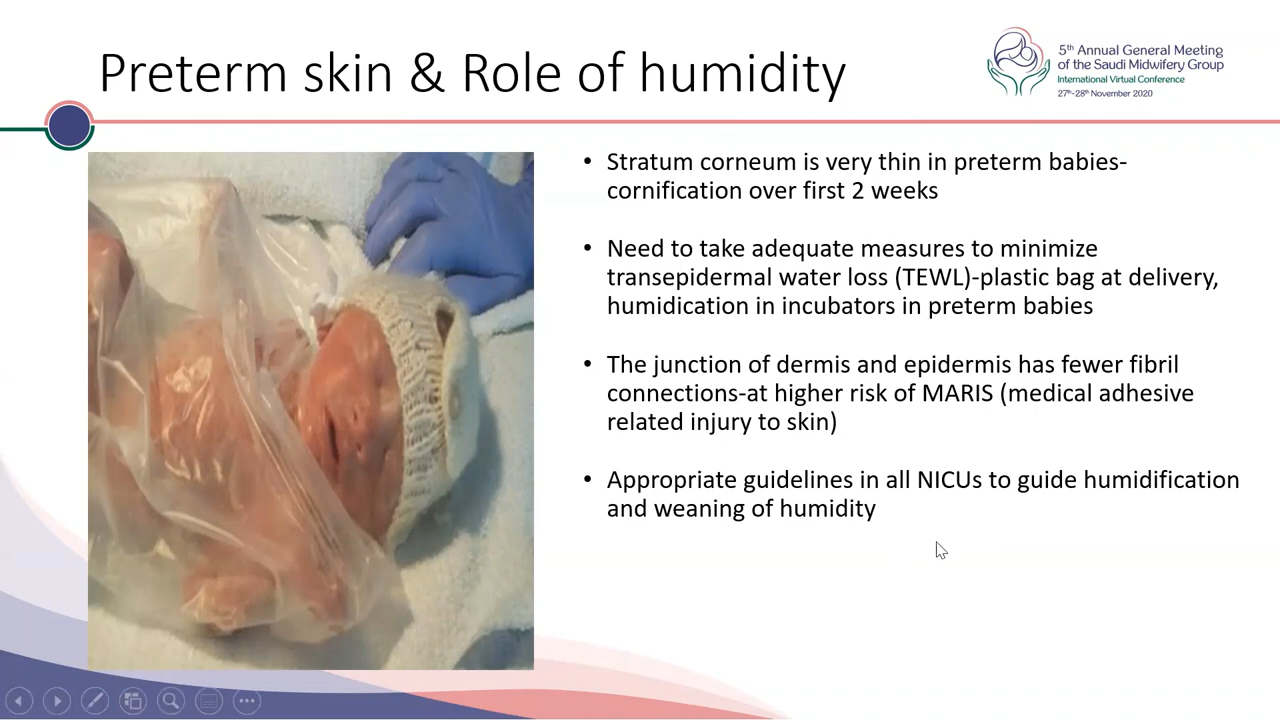 Preterm skin & Role of humidity
5th Annual General Meeting
of the Saudi Midwifery Group
International Virtual Conference
27th-28th November 2020
• Stratum corneum is very thin in preterm babies-
cornification over first 2 weeks
• Need to take adequate measures to minimize
transepidermal water loss (TEWL)-plastic bag at delivery,
humidication in incubators in preterm babies
• The junction of dermis and epidermis has fewer fibril
connections-at higher risk of MARIS (medical adhesive
related injury to skin)
• Appropriate guidelines in all NICUs to guide humidification
and weaning of humidity